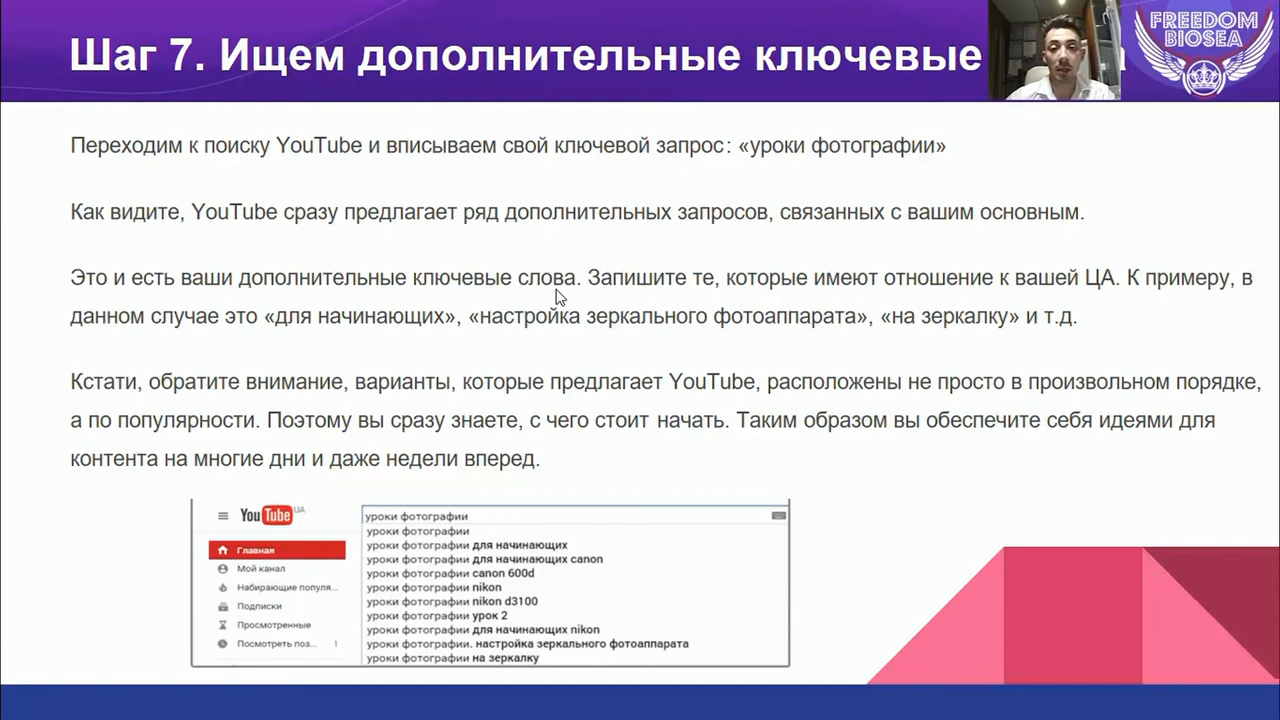 Шаг 7. Ищем дополнительные ключевые
FREEDOM
BIOSEA
Переходим к поиску YouTube и вписываем свой ключевой запрос: «уроки фотографии»
Как видите, YouTube сразу предлагает ряд дополнительных запросов, связанных с вашим основным.
Это и есть ваши дополнительные ключевые слова. Запишите те, которые имеют отношение к вашей ЦА. К примеру, в
данном случае это «для начинающих», «настройка зеркального фотоаппарата», «на зеркалку» и т.д.
Кстати, обратите внимание, варианты, которые предлагает YouTube, расположены не просто в произвольном порядке,
а по популярности. Поэтому вы сразу знаете, с чего стоит начать. Таким образом вы обеспечите себя идеями для
контента на многие дни и даже недели вперед.
YouTube UA
Главная
Мой канал
Набирающие популя...
Подписки
Просмотренные
Посмотреть поз... 1
уроки фотографии
уроки фотографии
уроки фотографии для начинающих
уроки фотографии для начинающих canon
уроки фотографии canon 600d
уроки фотографии nikon
уроки фотографии nikon d3100
уроки фотографии урок 2
уроки фотографии для начинающих nikon
уроки фотографии. настройка зеркального фотоаппарата
уроки фотографии на зеркалку